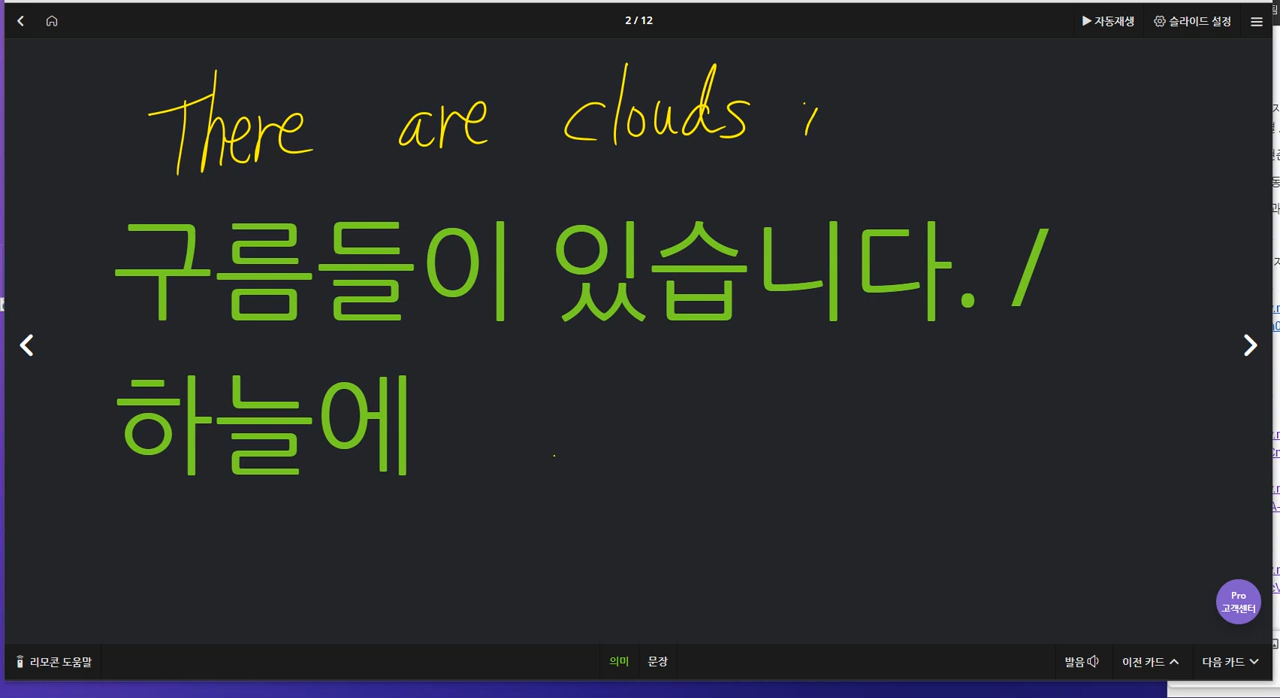 2 / 12
자동재생
슬라이드 설정
There are clouds
구름들이 있습니다. /
하늘에
Pro
고객센터
리모콘 도움말
의미
문장
발음
이전 카드
다음 카드